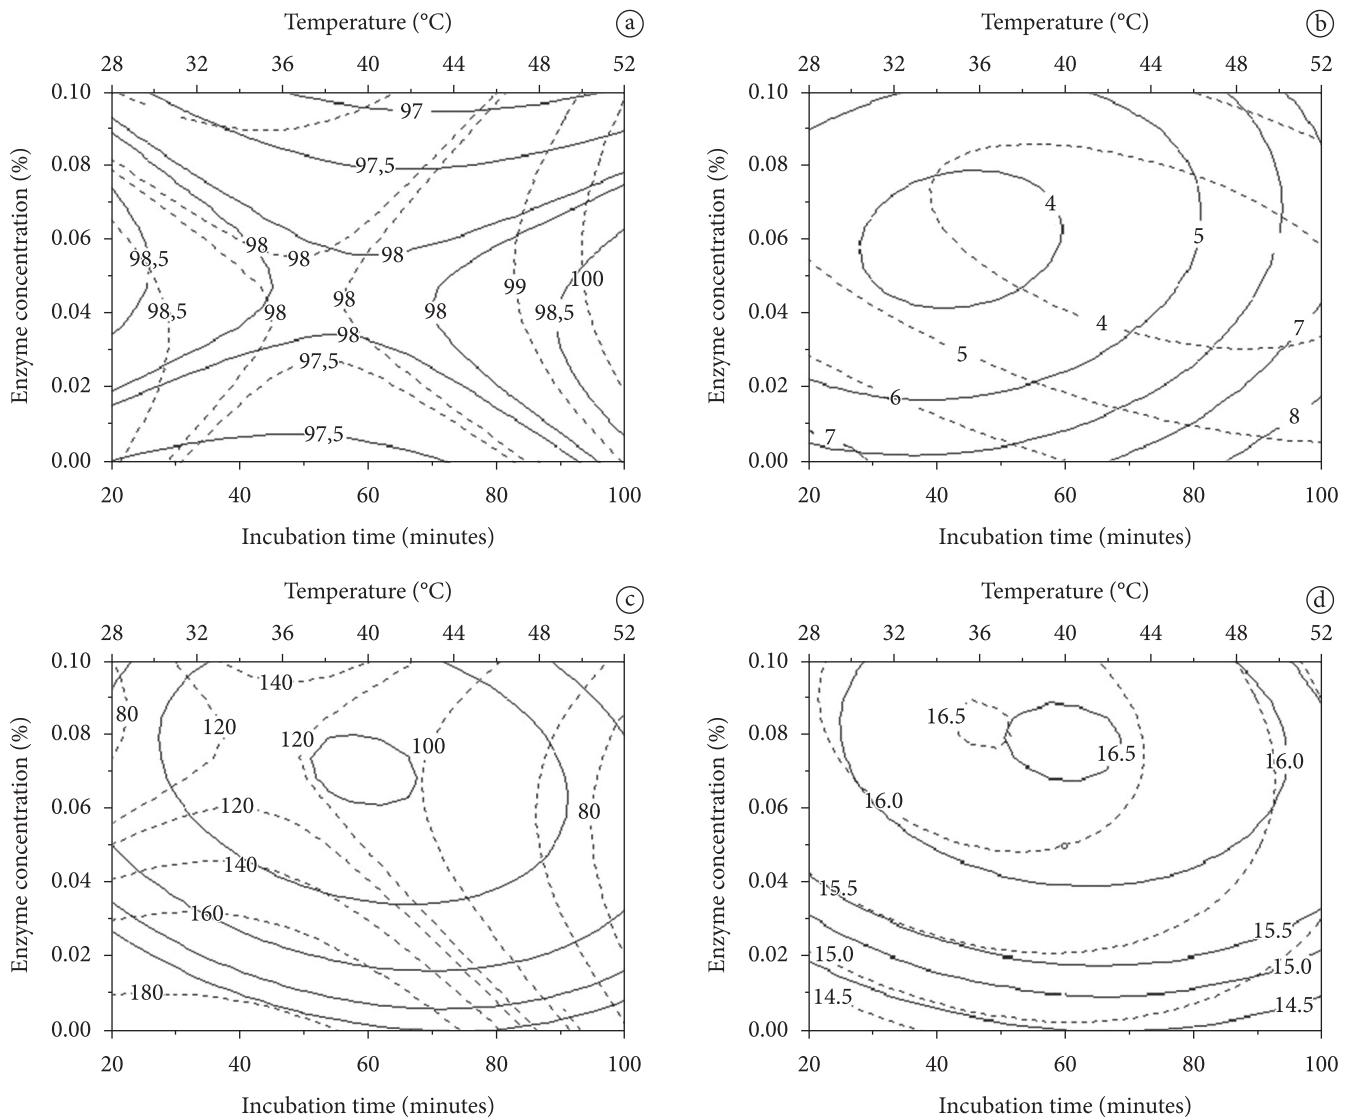 Temperature (°C)
a
28 32 36 40 44 48 52
0.10
0.08
0.06
0.04
0.02
0.00
Enzyme concentration (%)
97
97,5
98
98
98
98,5
98,5
98
98
98
98
97,5
97,5
99
100
98,5
20 40 60 80 100
Incubation time (minutes)
Temperature (°C)
b
28 32 36 40 44 48 52
0.10
0.08
0.06
0.04
0.02
0.00
Enzyme concentration (%)
4
5
4
7
5
6
8
7
20 40 60 80 100
Incubation time (minutes)
Temperature (°C)
c
28 32 36 40 44 48 52
0.10
0.08
0.06
0.04
0.02
0.00
Enzyme concentration (%)
140
80
120
120
100
120
80
140
160
180
20 40 60 80 100
Incubation time (minutes)
Temperature (°C)
d
28 32 36 40 44 48 52
0.10
0.08
0.06
0.04
0.02
0.00
Enzyme concentration (%)
16.5
16.5
16.0
16.0
15.5
15.5
15.0
15.0
14.5
14.5
20 40 60 80 100
Incubation time (minutes)